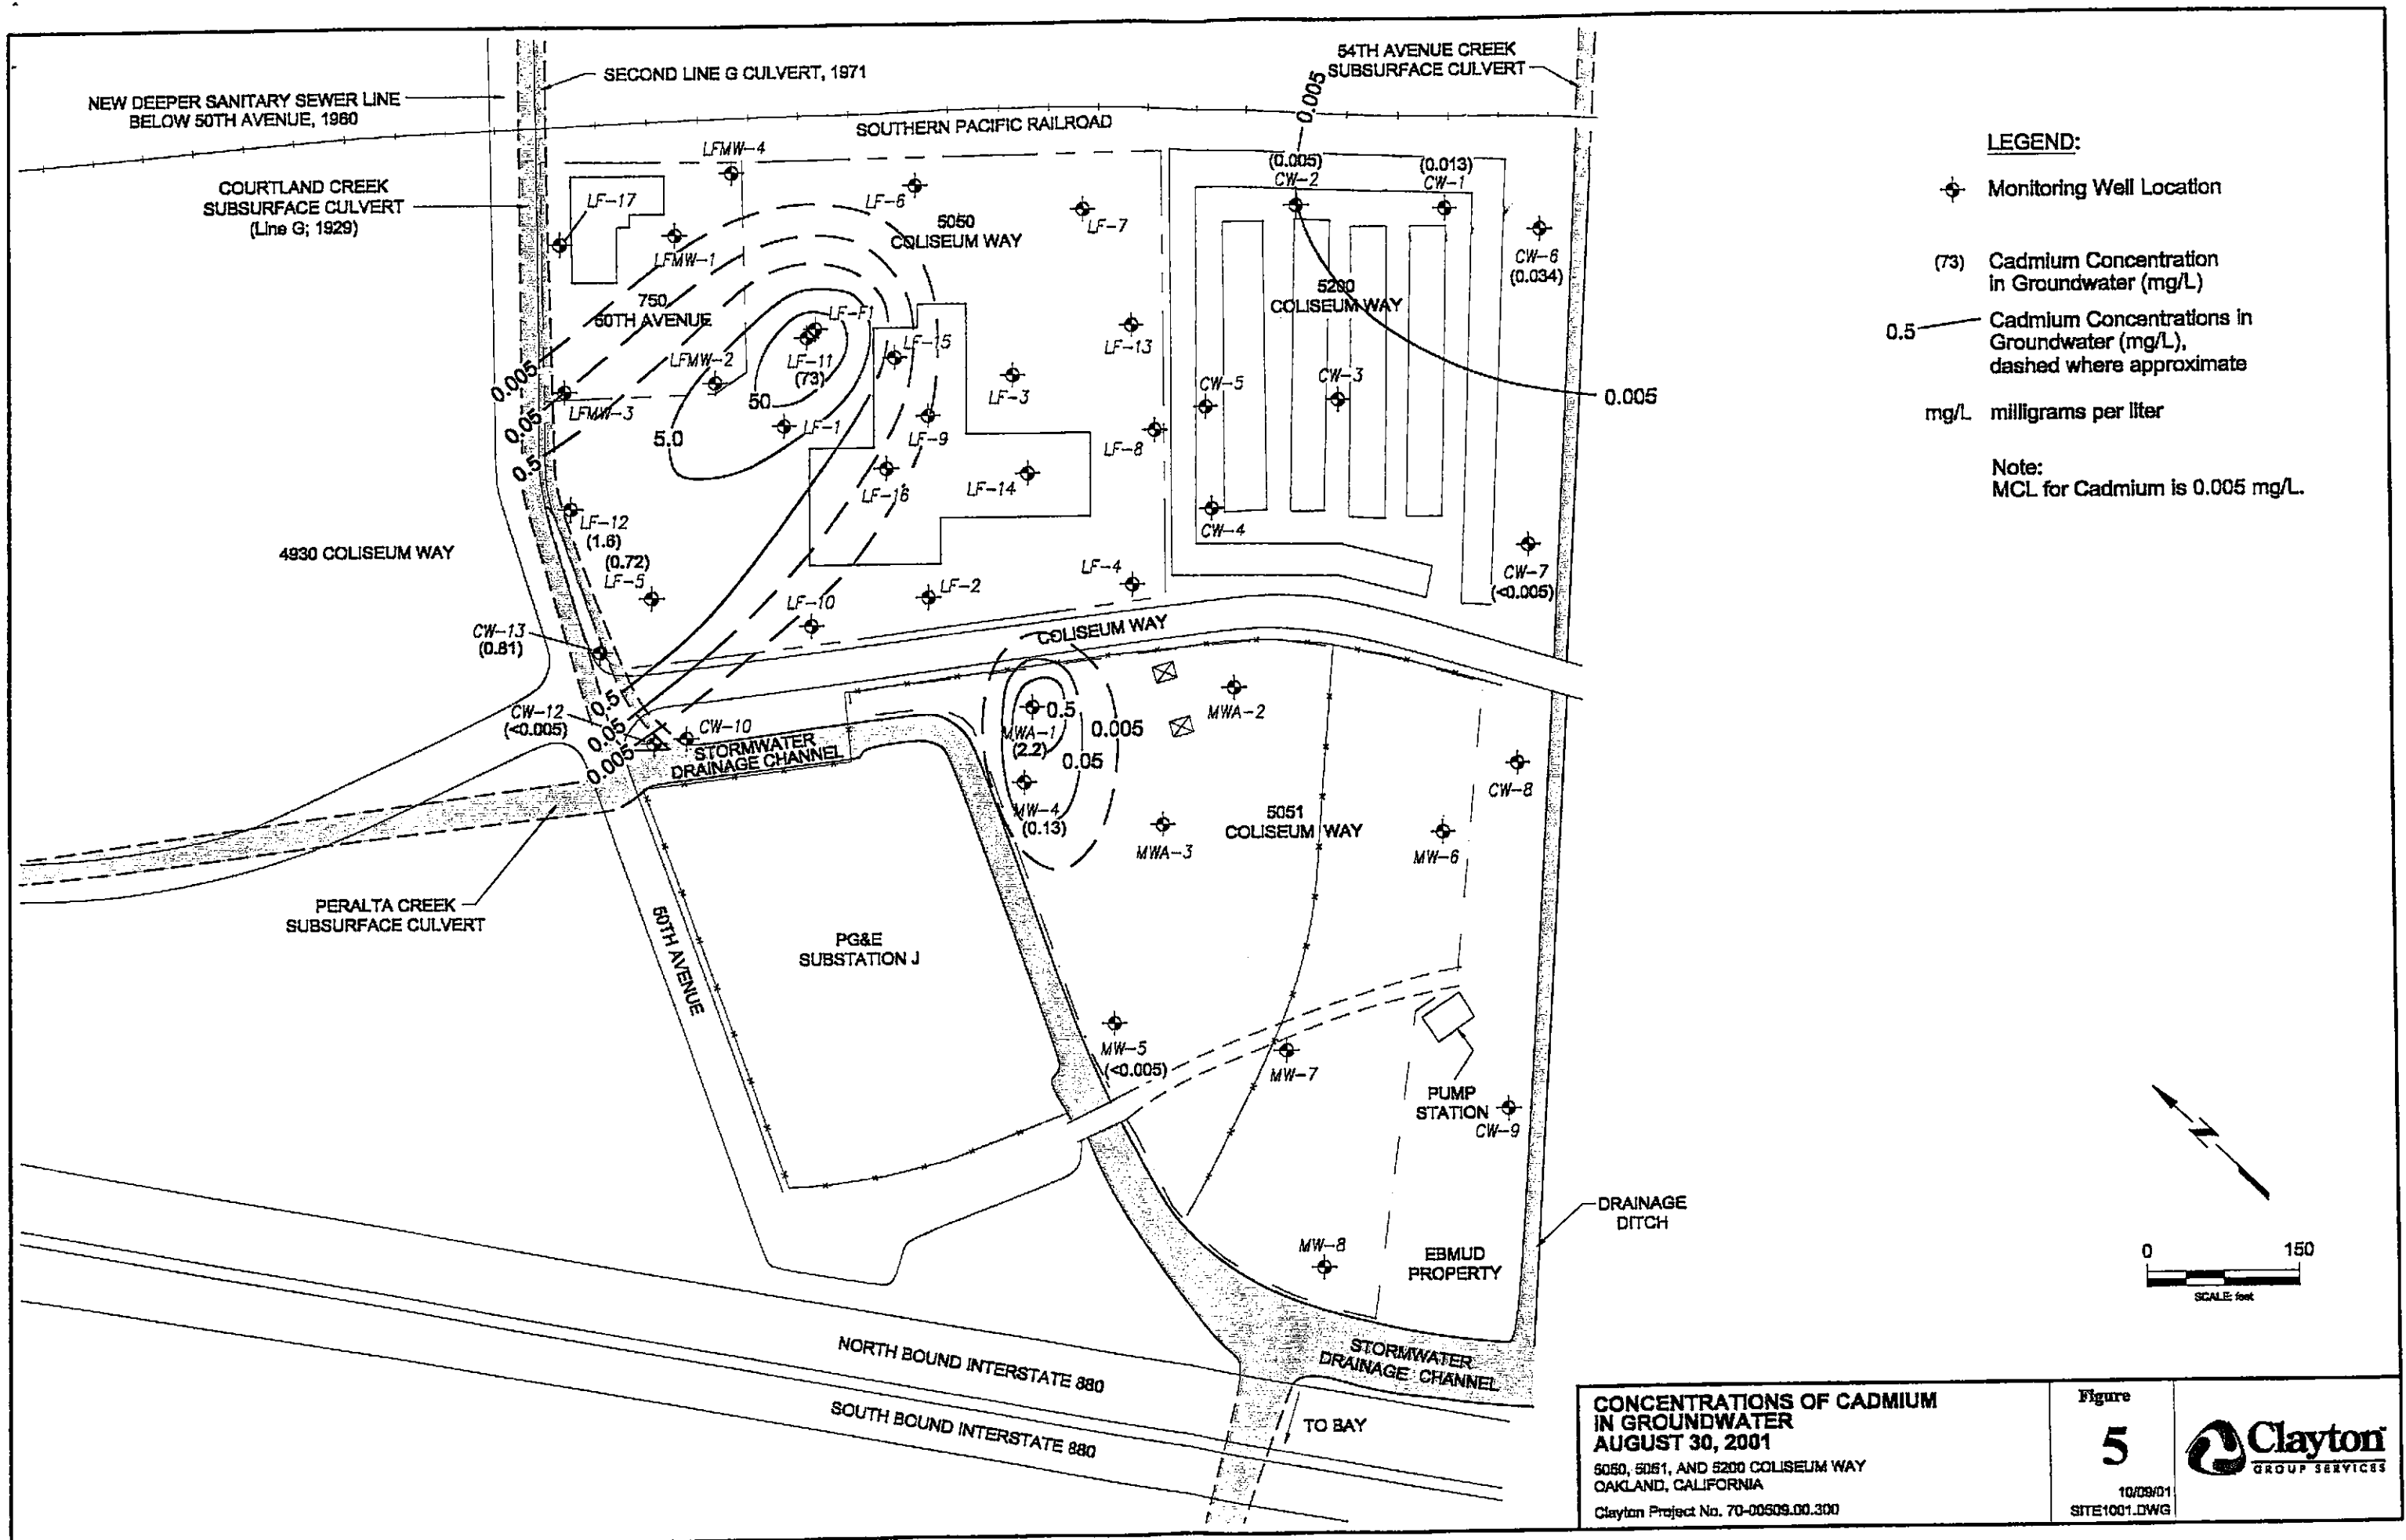 54TH AVENUE CREEK
SUBSURFACE CULVERT
SECOND LINE G CULVERT, 1971
NEW DEEPER SANITARY SEWER LINE
BELOW 50TH AVENUE, 1960
0.005
SOUTHERN PACIFIC RAILROAD
COURTLAND CREEK
SUBSURFACE CULVERT
(Line G; 1929)
LFMW-4
LF-17
LF-6
LF-7
LFMW-1
5050
COLISEUM WAY
(0.005)
CW-2
(0.013)
CW-1
CW-6
(0.034)
750
50TH AVENUE
LF-F1
LF-11
(73)
LF-15
LFMW-2
LF-13
5200
COLISEUM WAY
LF-3
CW-5
CW-3
0.005
0.005
LFMW-3
50
0.05
5.0
LF-1
LF-9
LF-8
0.5
LF-16
LF-14
CW-4
LF-12
(1.6)
(0.72)
LF-5
4930 COLISEUM WAY
LF-4
LF-2
LF-10
CW-7
(<0.005)
CW-13
(0.81)
COLISEUM WAY
0.5
CW-12
(<0.005)
0.05
0.005
CW-10
STORMWATER
DRAINAGE CHANNEL
0.5
MWA-1
(2.2)
0.005
0.05
MWA-2
MW-4
(0.13)
MWA-3
5051
COLISEUM WAY
CW-8
MW-6
PERALTA CREEK
SUBSURFACE CULVERT
50TH AVENUE
PG&E
SUBSTATION J
MW-5
(<0.005)
MW-7
PUMP
STATION
CW-9
DRAINAGE
DITCH
MW-8
EBMUD
PROPERTY
NORTH BOUND INTERSTATE 880
SOUTH BOUND INTERSTATE 880
STORMWATER
DRAINAGE CHANNEL
TO BAY
LEGEND:
Monitoring Well Location
(73) Cadmium Concentration
in Groundwater (mg/L)
0.5 Cadmium Concentrations in
Groundwater (mg/L),
dashed where approximate
mg/L milligrams per liter
Note:
MCL for Cadmium is 0.005 mg/L.
N
0 150
SCALE: feet
CONCENTRATIONS OF CADMIUM
IN GROUNDWATER
AUGUST 30, 2001
5050, 5051, AND 5200 COLISEUM WAY
OAKLAND, CALIFORNIA
Clayton Project No. 70-00509.00.300
Figure
5
10/09/01
SITE1001.DWG
Clayton
GROUP SERVICES